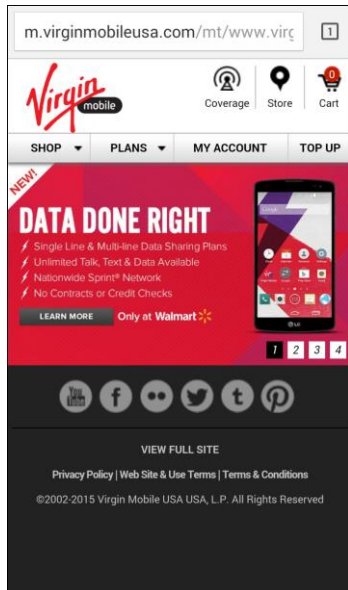 m.virginmobileusa.com/mt/www.virg
1
Virgin
mobile
Coverage
Store
0
Cart
SHOP
PLANS
MY ACCOUNT
TOP UP
NEW!
DATA DONE RIGHT
Single Line & Multi-line Data Sharing Plans
Unlimited Talk, Text & Data Available
Nationwide Sprint® Network
No Contracts or Credit Checks
LEARN MORE
Only at Walmart
LG
1 2 3 4
You
Tube
f
t
VIEW FULL SITE
Privacy Policy | Web Site & Use Terms | Terms & Conditions
©2002-2015 Virgin Mobile USA USA, L.P. All Rights Reserved